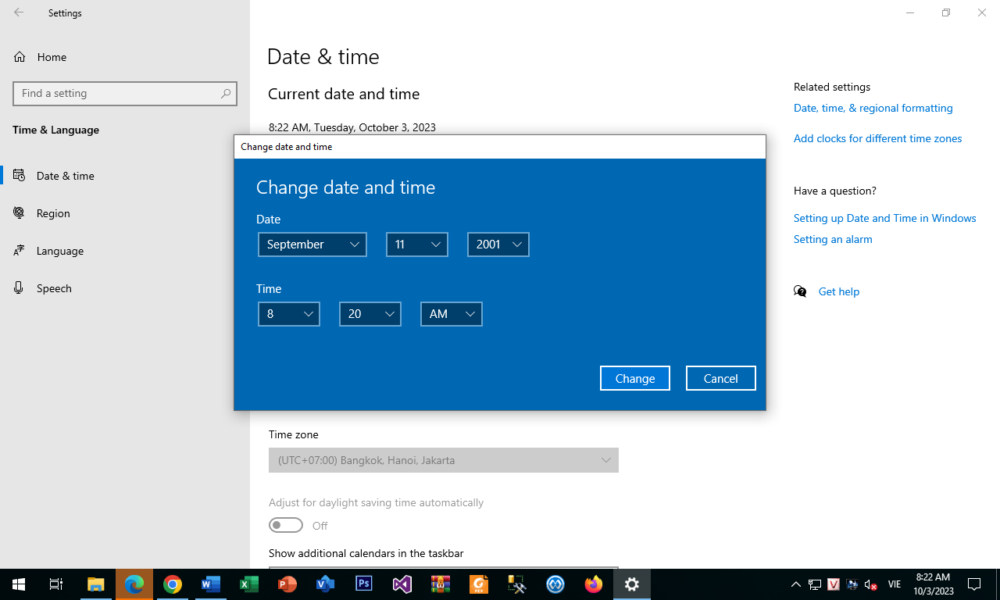 Settings
Home
Find a setting
Time & Language
Date & time
Region
Language
Speech
Date & time
Current date and time
8:22 AM, Tuesday, October 3, 2023
Change date and time
Change date and time
Date
September 11 2001
Time
8 20 AM
Change Cancel
Time zone
(UTC+07:00) Bangkok, Hanoi, Jakarta
Adjust for daylight saving time automatically
Off
Show additional calendars in the taskbar
Related settings
Date, time, & regional formatting
Add clocks for different time zones
Have a question?
Setting up Date and Time in Windows
Setting an alarm
Get help
W X P V Ps PDF V VIE
8:22 AM
10/3/2023